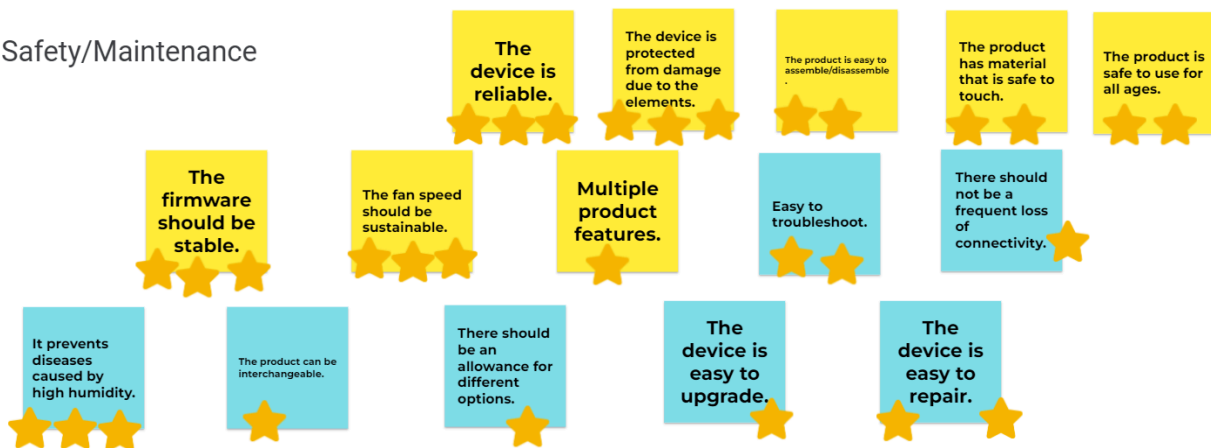 Safety/Maintenance
The
device is
reliable.
The device is
protected
from damage
due to the
elements.
The product is easy to
assemble/disassemble
.
The product
has material
that is safe to
touch.
The product is
safe to use for
all ages.
The
firmware
should be
stable.
The fan speed
should be
sustainable.
Multiple
product
features.
Easy to
troubleshoot.
There should
not be a
frequent loss
of
connectivity.
It prevents
diseases
caused by
high humidity.
The product can be
interchangeable.
There should
be an
allowance for
different
options.
The
device is
easy to
upgrade.
The
device is
easy to
repair.